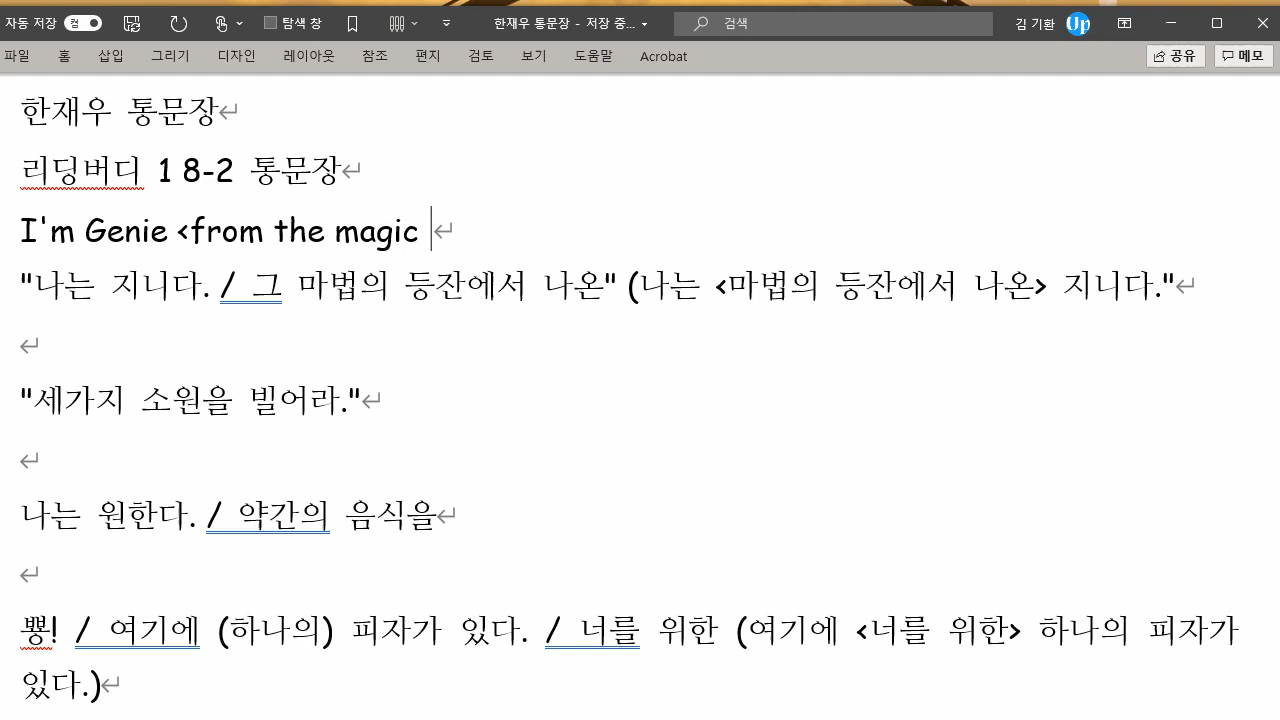 자동 저장 컴 탐색 창 한재우 통문장 - 저장 중... 검색 김 기환 Up
파일 홈 삽입 그리기 디자인 레이아웃 참조 편지 검토 보기 도움말 Acrobat 공유 메모
한재우 통문장
리딩버디 1 8-2 통문장
I'm Genie <from the magic
"나는 지니다. / 그 마법의 등잔에서 나온" (나는 <마법의 등잔에서 나온> 지니다."
"세가지 소원을 빌어라."
나는 원한다. / 약간의 음식을
뿅! / 여기에 (하나의) 피자가 있다. / 너를 위한 (여기에 <너를 위한> 하나의 피자가
있다.)